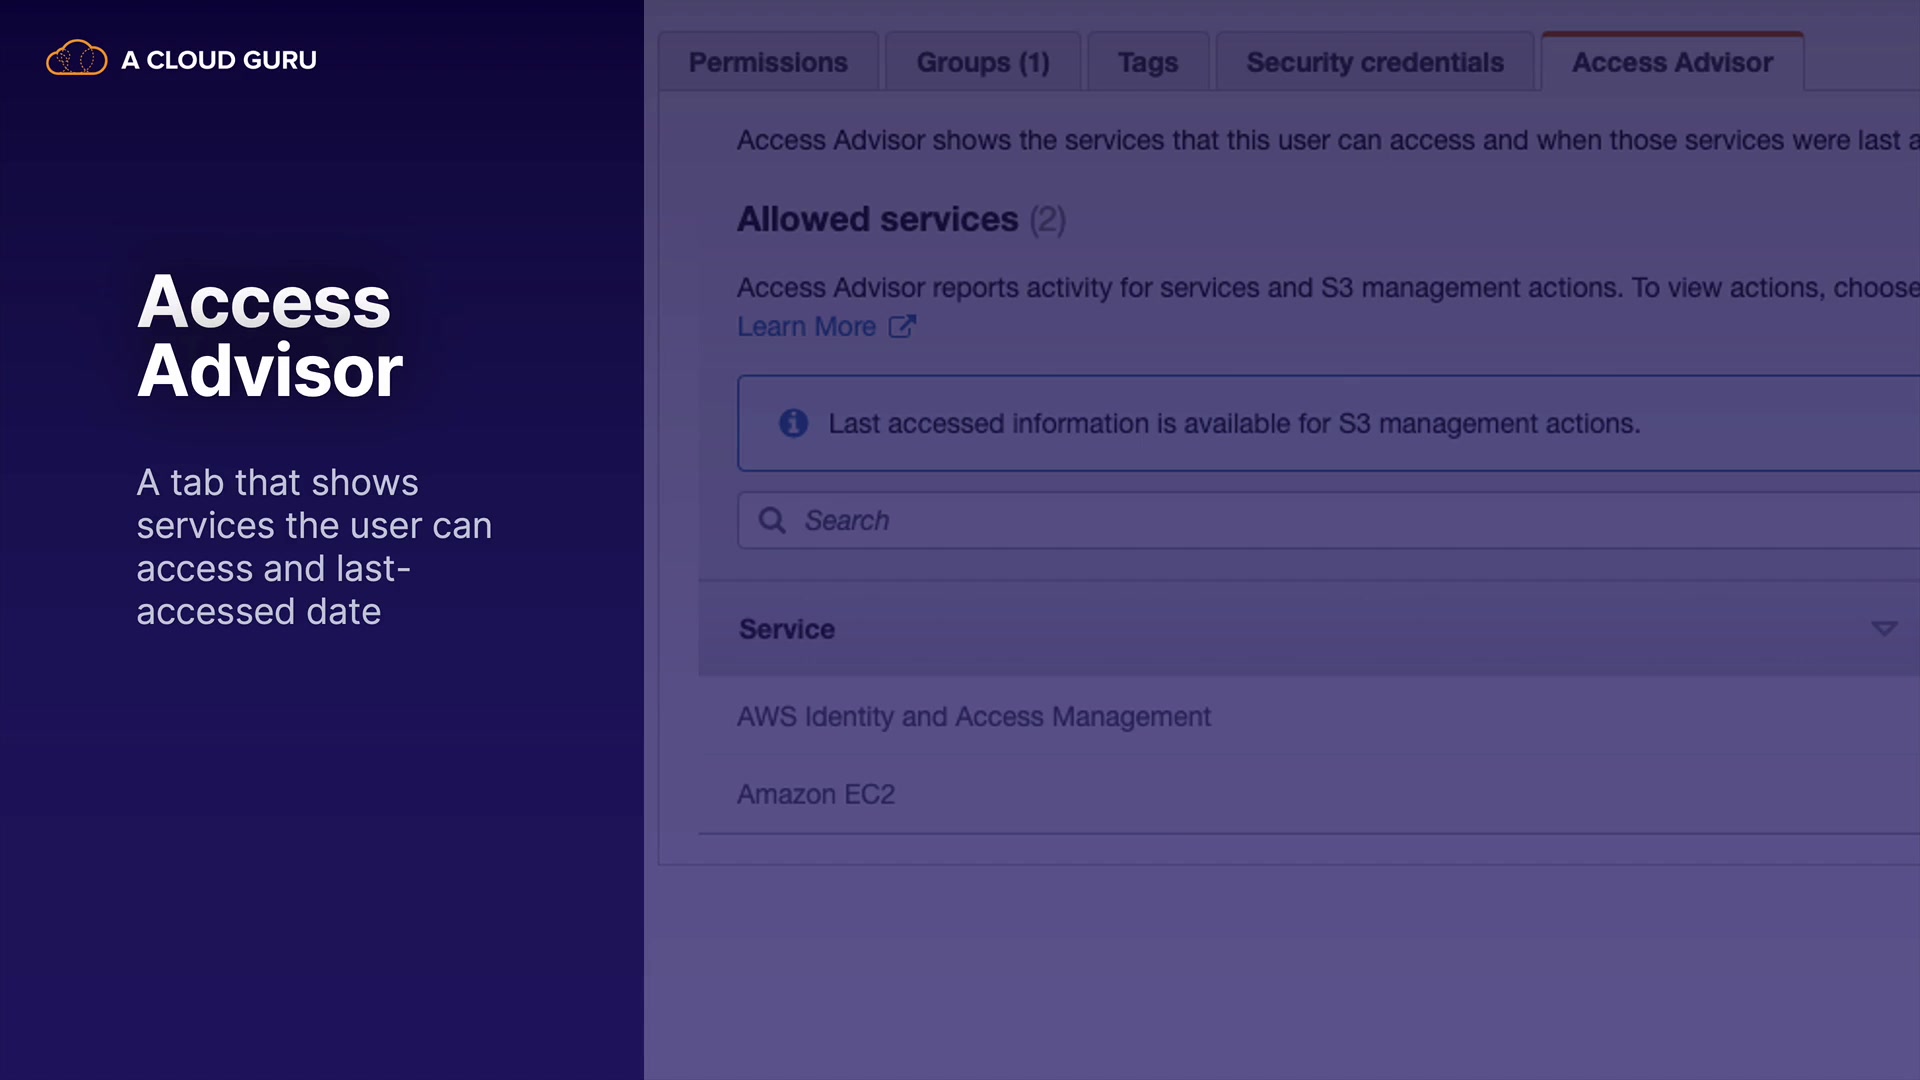 A CLOUD GURU
Access
Advisor
A tab that shows
services the user can
access and last-
accessed date
Permissions
Groups (1)
Tags
Security credentials
Access Advisor
Access Advisor shows the services that this user can access and when those services were last a
Allowed services (2)
Access Advisor reports activity for services and S3 management actions. To view actions, choose
Learn More
Last accessed information is available for S3 management actions.
Search
Service
AWS Identity and Access Management
Amazon EC2